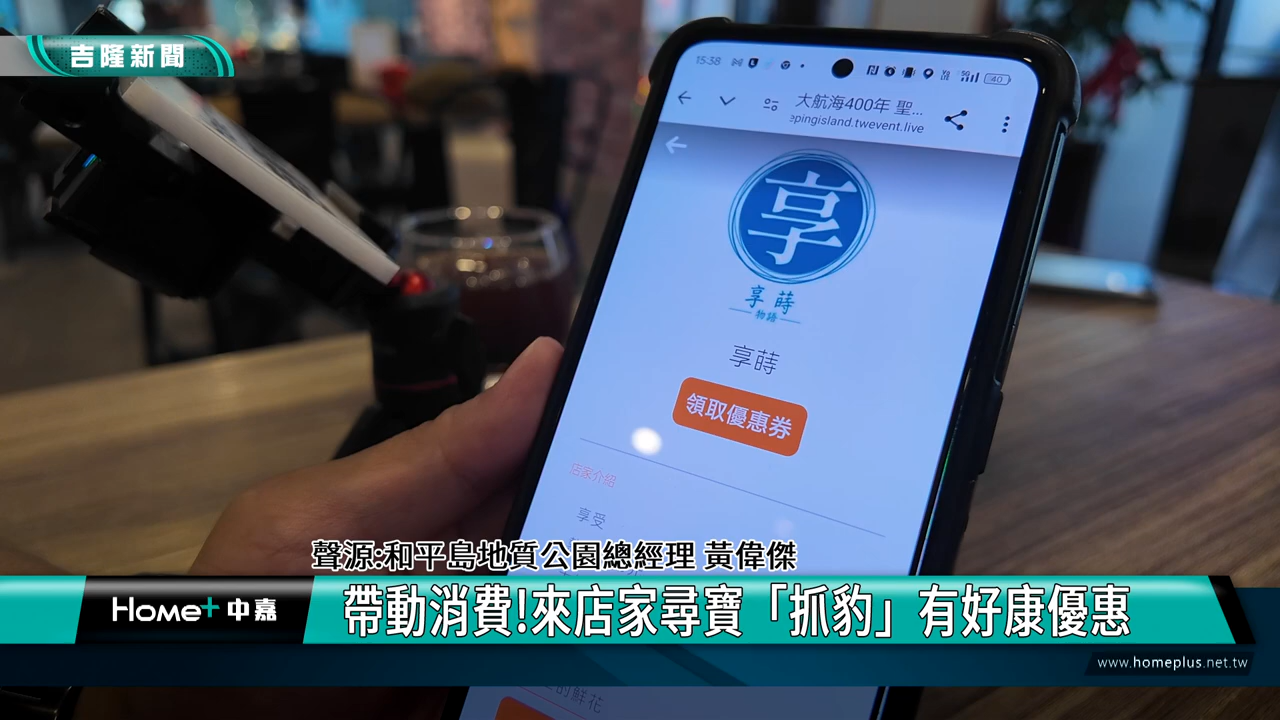 吉隆新聞
15:38
40
大航海400年 聖...
epingisland.twevent.live
享
享蒔
物語
享蒔
領取優惠券
店家介紹
享受
鮮花
聲源:和平島地質公園總經理 黃偉傑
Home+ 中嘉
帶動消費!來店家尋寶「抓豹」有好康優惠
www.homeplus.net.tw